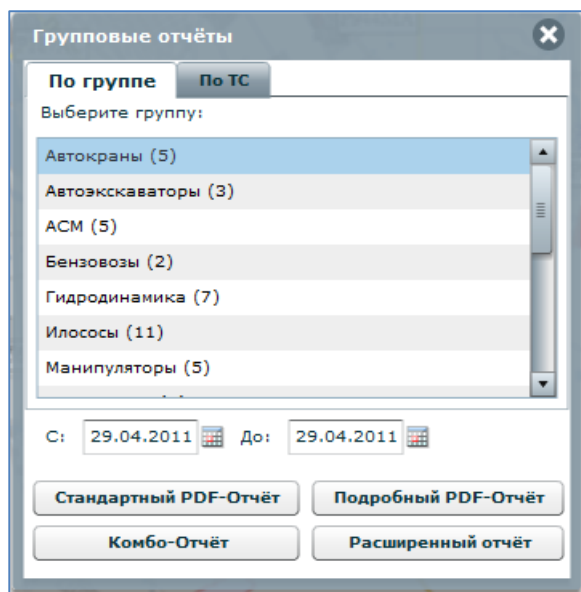 Групповые отчёты
По группе По ТС
Выберите группу:
Автокраны (5)
Автоэкскаваторы (3)
АСМ (5)
Бензовозы (2)
Гидродинамика (7)
Илососы (11)
Манипуляторы (5)
С: 29.04.2011 До: 29.04.2011
Стандартный PDF-Отчёт Подробный PDF-Отчёт
Комбо-Отчёт Расширенный отчёт